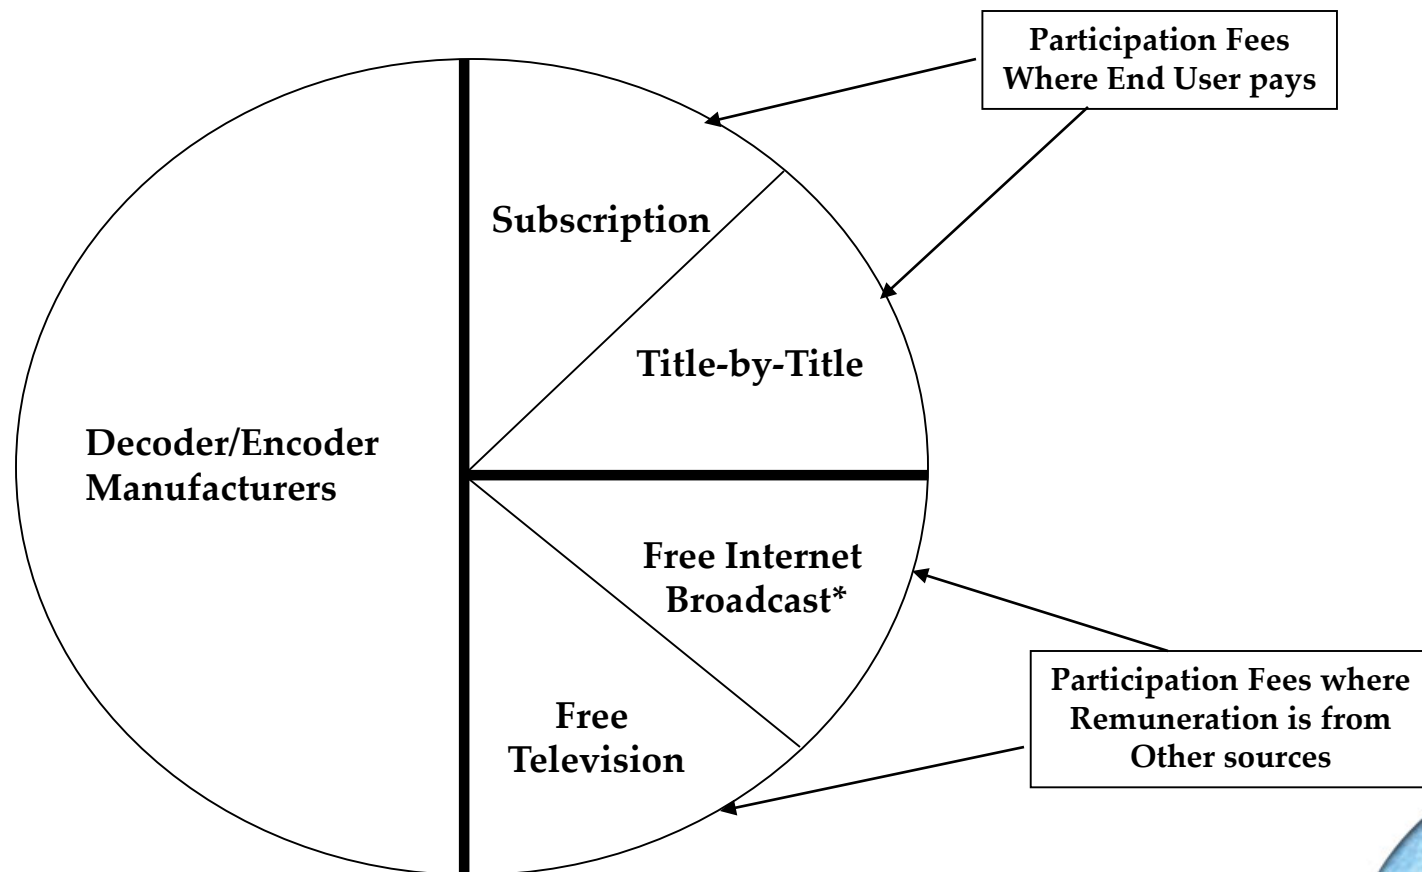 Participation Fees
Where End User pays
Subscription
Title-by-Title
Decoder/Encoder
Manufacturers
Free Internet
Broadcast*
Free
Television
Participation Fees where
Remuneration is from
Other sources